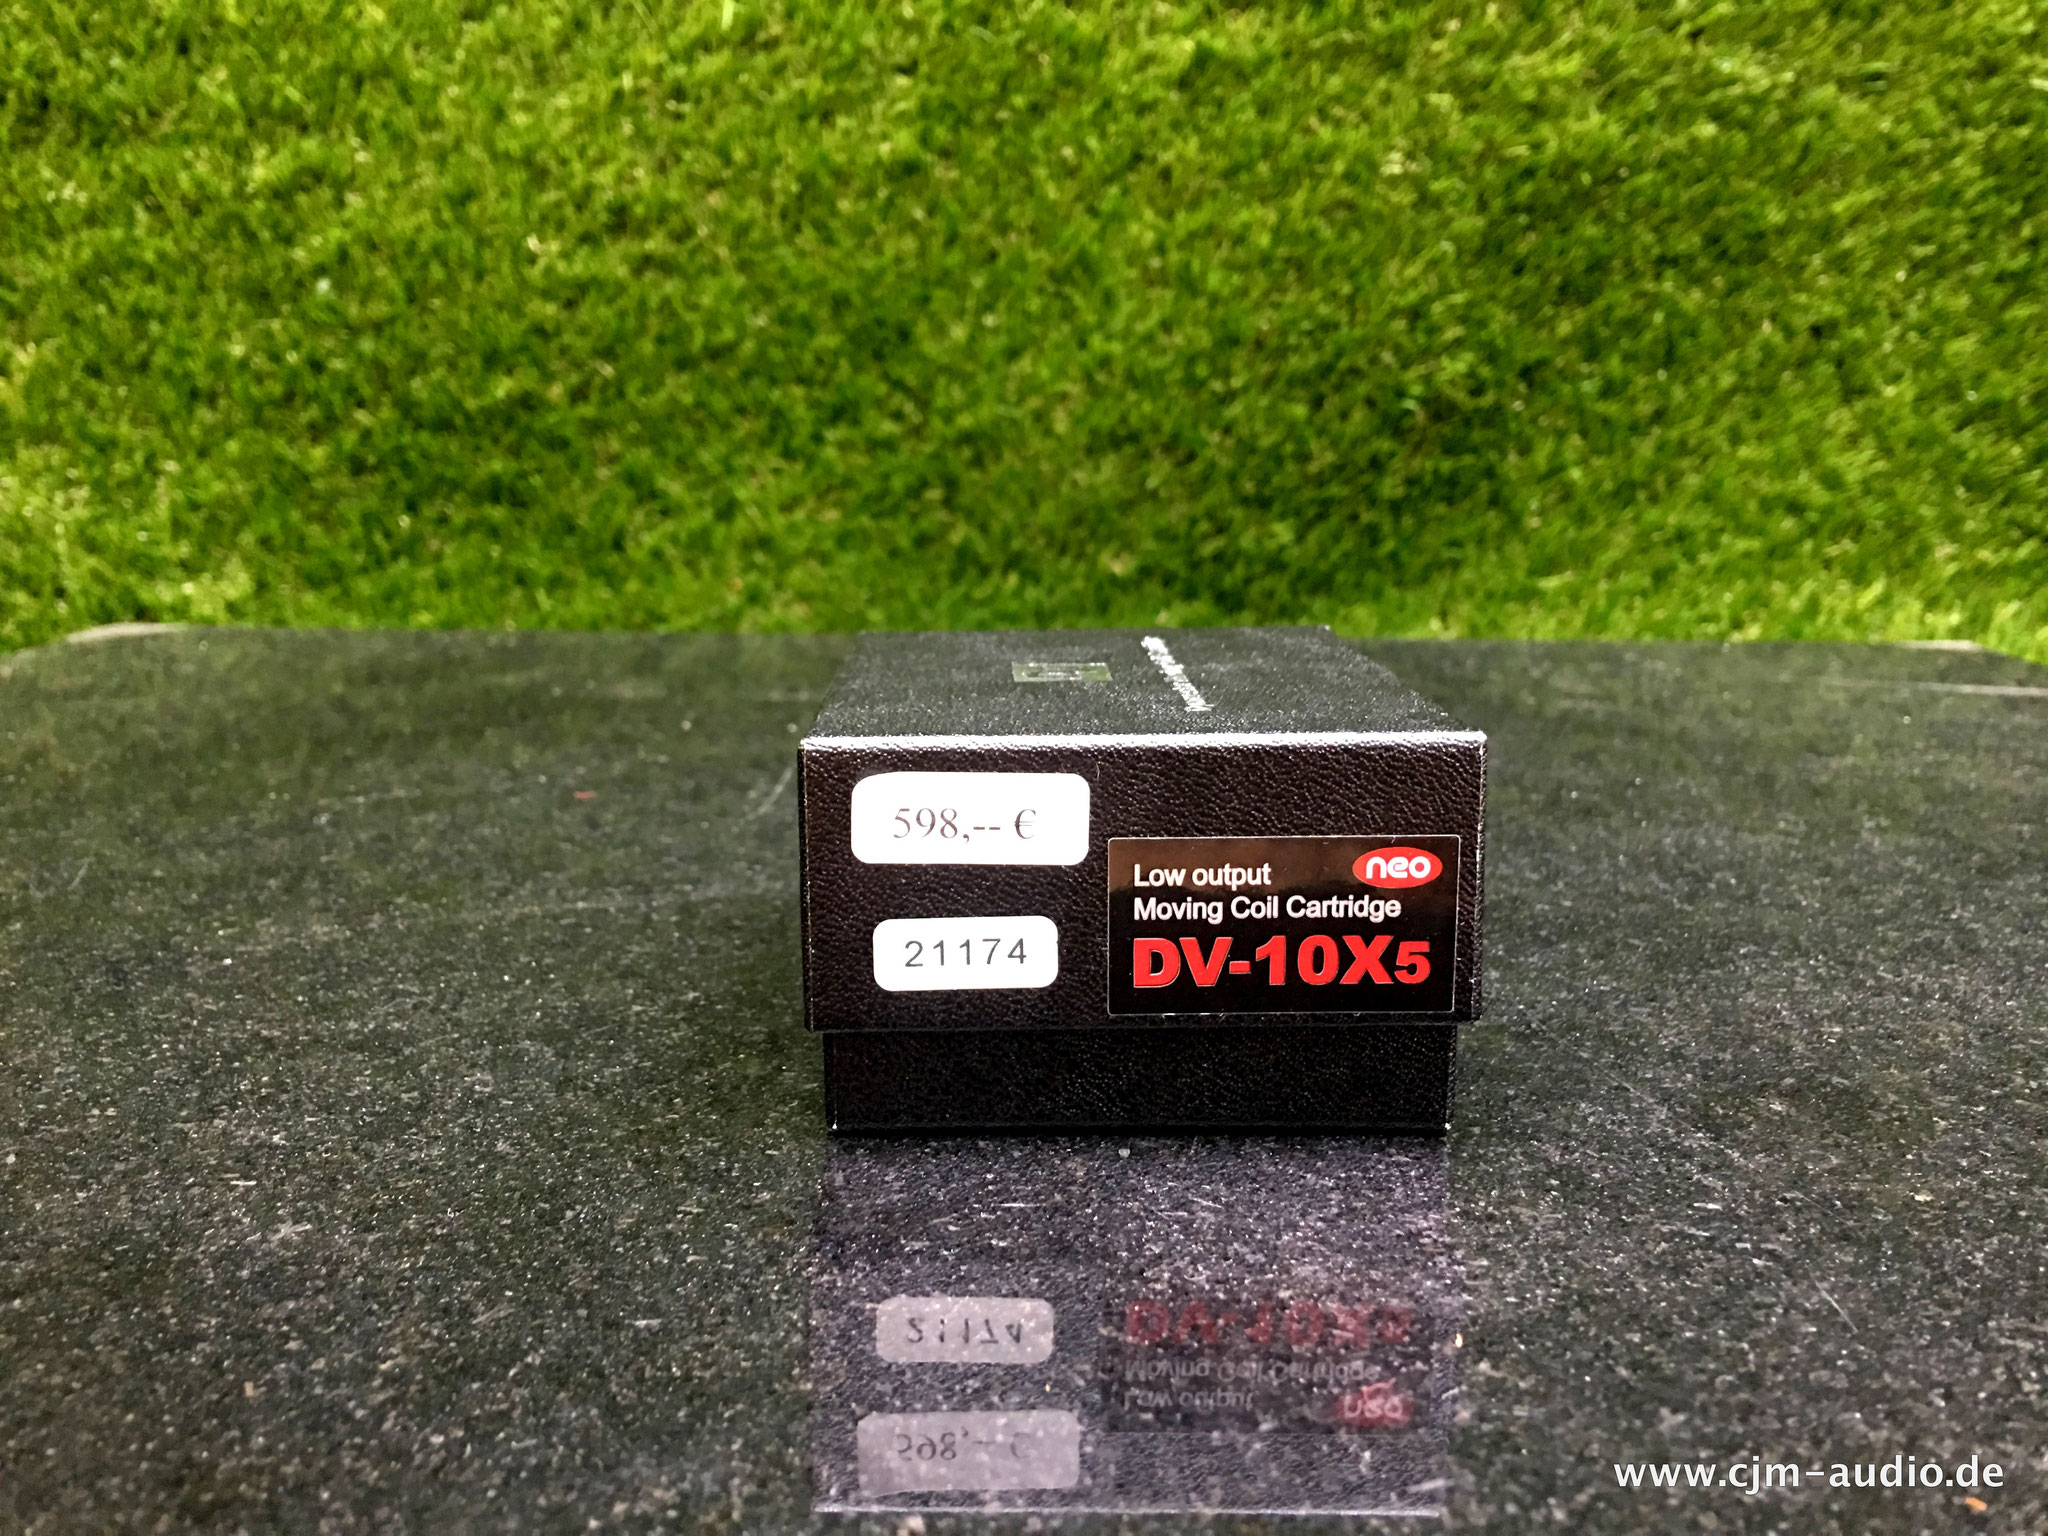 598,-- €
21174
Low output
neo
Moving Coil Cartridge
DV-10X5
www.cjm-audio.de